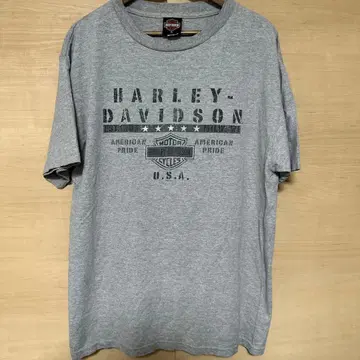 HARLEY-
DAVIDSON
AMERICAN PRIDE
MOTOR
CYCLES
AMERICAN PRIDE
U.S.A.